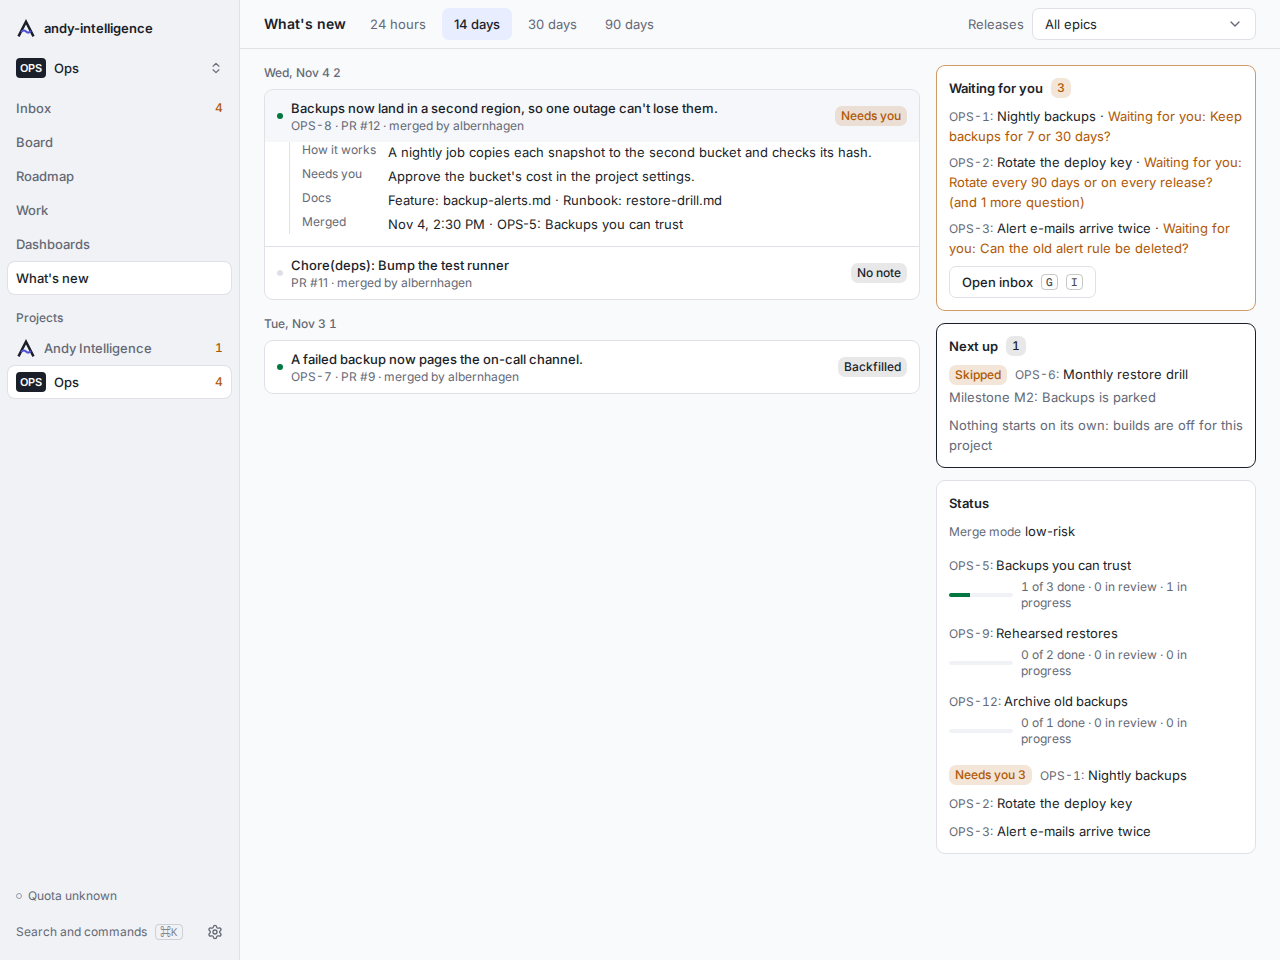 andy-intelligence
OPS Ops
Inbox 4
Board
Roadmap
Work
Dashboards
What's new
Projects
Andy Intelligence 1
OPS Ops 4
Quota unknown
Search and commands ⌘K
What's new 24 hours 14 days 30 days 90 days
Releases All epics
Wed, Nov 4 2
Backups now land in a second region, so one outage can't lose them.
OPS-8 · PR #12 · merged by albernhagen
Needs you
How it works A nightly job copies each snapshot to the second bucket and checks its hash.
Needs you Approve the bucket's cost in the project settings.
Docs Feature: backup-alerts.md · Runbook: restore-drill.md
Merged Nov 4, 2:30 PM · OPS-5: Backups you can trust
Chore(deps): Bump the test runner
PR #11 · merged by albernhagen
No note
Tue, Nov 3 1
A failed backup now pages the on-call channel.
OPS-7 · PR #9 · merged by albernhagen
Backfilled
Waiting for you 3
OPS-1: Nightly backups · Waiting for you: Keep
backups for 7 or 30 days?
OPS-2: Rotate the deploy key · Waiting for you:
Rotate every 90 days or on every release?
(and 1 more question)
OPS-3: Alert e-mails arrive twice · Waiting for
you: Can the old alert rule be deleted?
Open inbox G I
Next up 1
Skipped OPS-6: Monthly restore drill
Milestone M2: Backups is parked
Nothing starts on its own: builds are off for this
project
Status
Merge mode low-risk
OPS-5: Backups you can trust
1 of 3 done · 0 in review · 1 in
progress
OPS-9: Rehearsed restores
0 of 2 done · 0 in review · 0 in
progress
OPS-12: Archive old backups
0 of 1 done · 0 in review · 0 in
progress
Needs you 3 OPS-1: Nightly backups
OPS-2: Rotate the deploy key
OPS-3: Alert e-mails arrive twice